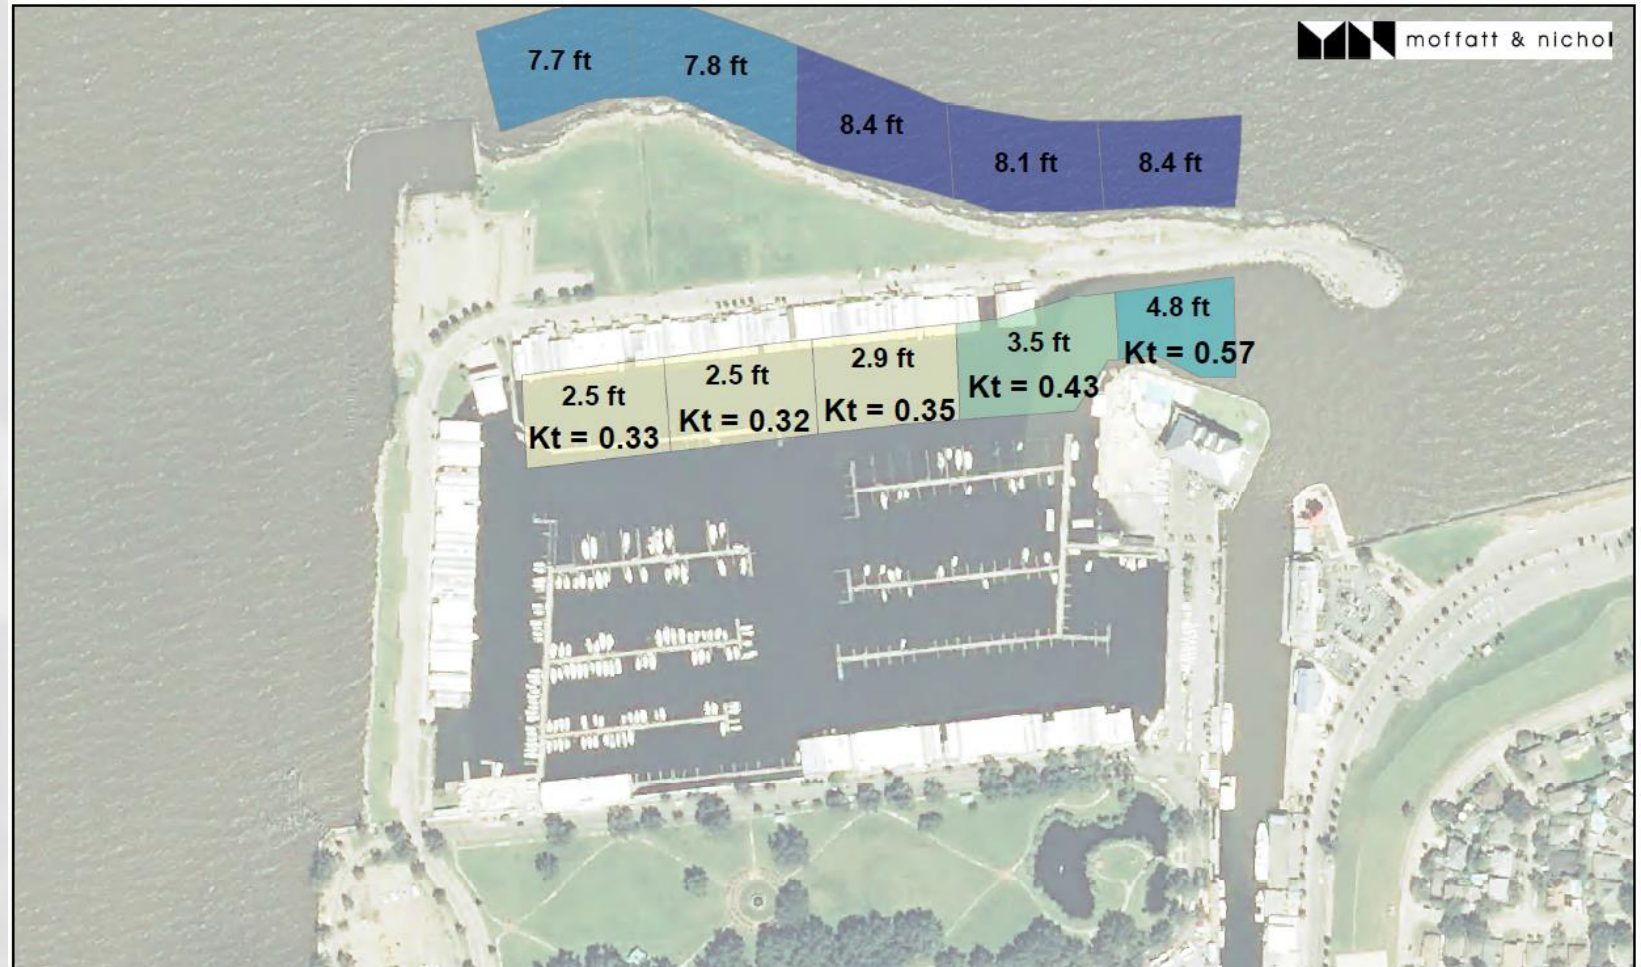 moffatt & nichol
7.7 ft
7.8 ft
8.4 ft
8.1 ft
8.4 ft
2.5 ft
Kt = 0.33
2.5 ft
Kt = 0.32
2.9 ft
Kt = 0.35
3.5 ft
Kt = 0.43
4.8 ft
Kt = 0.57